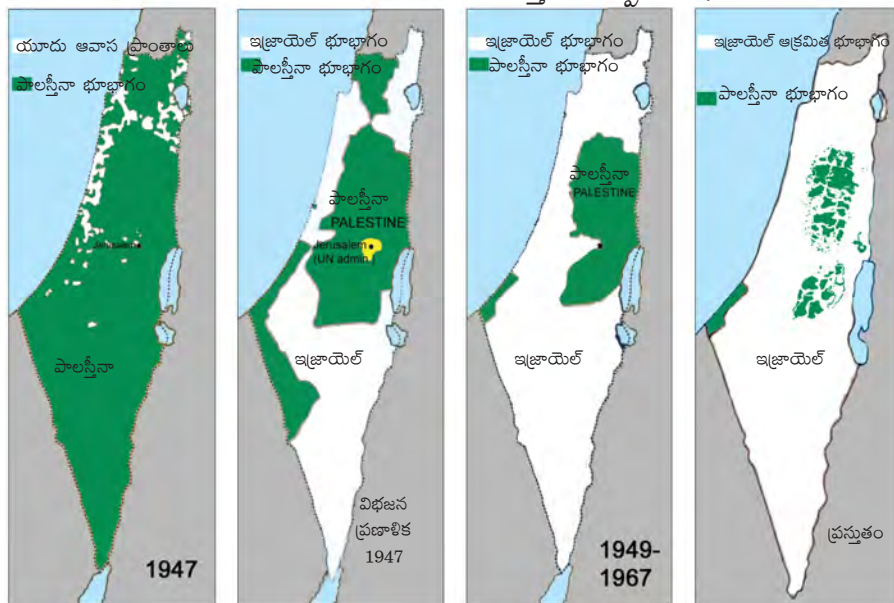 యూదు ఆవాస ప్రాంతాలు
పాలస్తీనా భూభాగం
Jerusalem
పాలస్తీనా
1947
ఇజ్రాయెల్ భూభాగం
పాలస్తీనా భూభాగం
పాలస్తీనా
PALESTINE
Jerusalem
(UN admin.)
ఇజ్రాయెల్
విభజన
ప్రణాళిక
1947
ఇజ్రాయెల్ భూభాగం
పాలస్తీనా భూభాగం
పాలస్తీనా
PALESTINE
ఇజ్రాయెల్
1949-
1967
ఇజ్రాయెల్ ఆక్రమిత భూభాగం
పాలస్తీనా భూభాగం
ఇజ్రాయెల్
ప్రస్తుతం